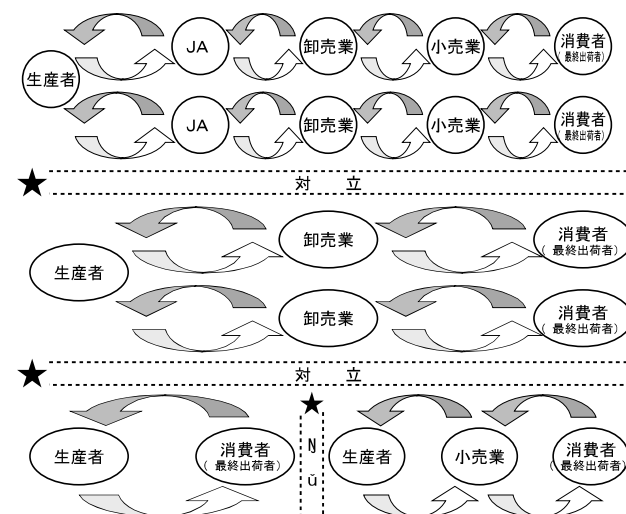 JA 卸売業 小売業 消費者
(最終出荷者)
生産者
JA 卸売業 小売業 消費者
(最終出荷者)
★ 対 立
卸売業 消費者
(最終出荷者)
生産者
卸売業 消費者
(最終出荷者)
★ 対 立
★
生産者 消費者
(最終出荷者)
生産者 小売業 消費者
(最終出荷者)